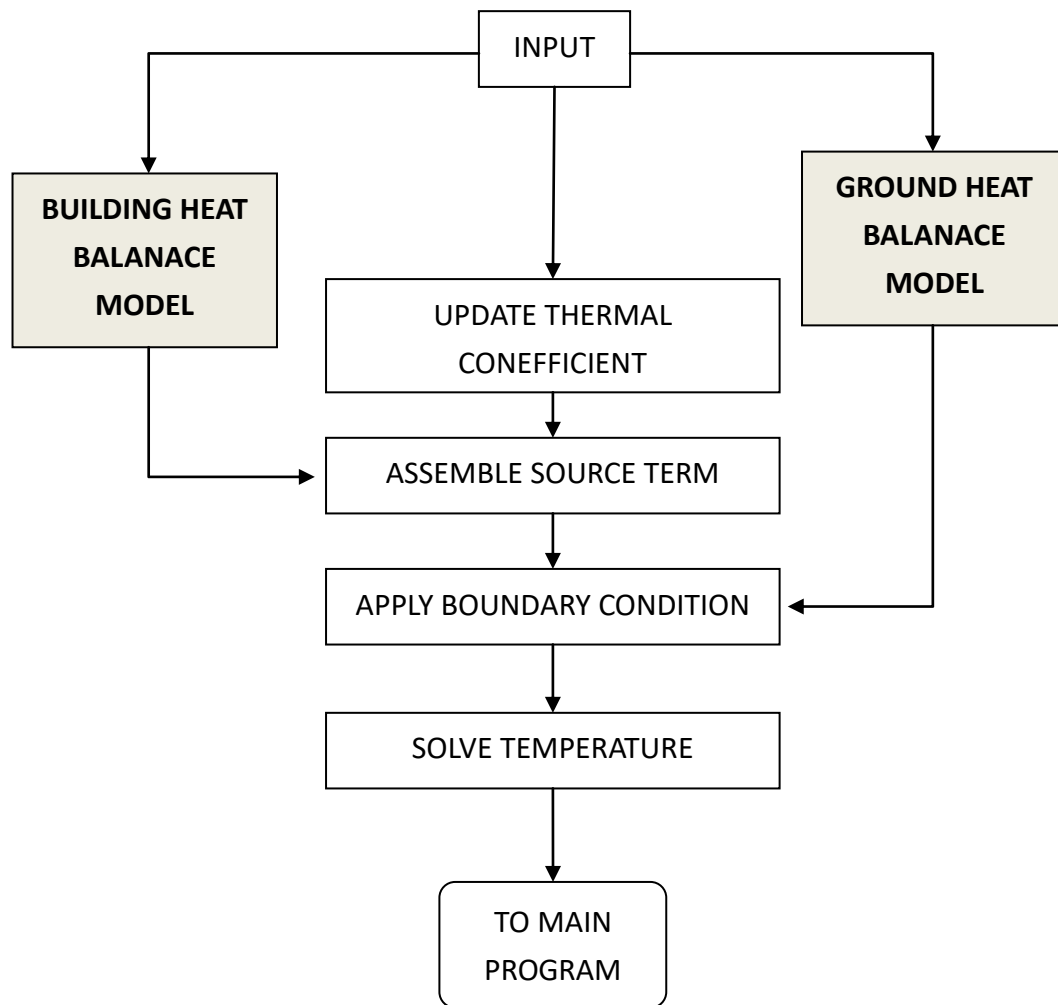 INPUT
BUILDING HEAT
BALANACE
MODEL
GROUND HEAT
BALANACE
MODEL
UPDATE THERMAL
CONEFFICIENT
ASSEMBLE SOURCE TERM
APPLY BOUNDARY CONDITION
SOLVE TEMPERATURE
TO MAIN
PROGRAM